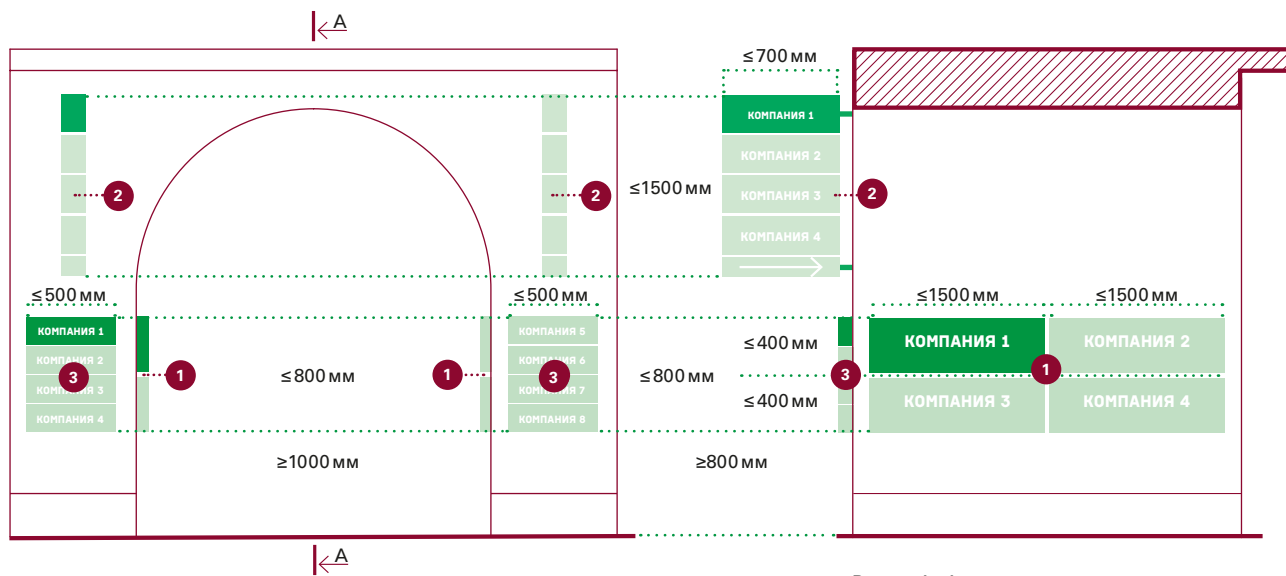 А
≤700 мм
КОМПАНИЯ 1
КОМПАНИЯ 2
КОМПАНИЯ 3
КОМПАНИЯ 4
≤1500 мм
2
2
2
≤500 мм
≤500 мм
≤1500 мм
≤1500 мм
КОМПАНИЯ 1
КОМПАНИЯ 2
КОМПАНИЯ 3
КОМПАНИЯ 4
3
1
≤800 мм
1
КОМПАНИЯ 5
КОМПАНИЯ 6
КОМПАНИЯ 7
КОМПАНИЯ 8
3
≤800 мм
≤400 мм
≤400 мм
3
КОМПАНИЯ 1
КОМПАНИЯ 2
КОМПАНИЯ 3
КОМПАНИЯ 4
1
≥1000 мм
≥800 мм
А